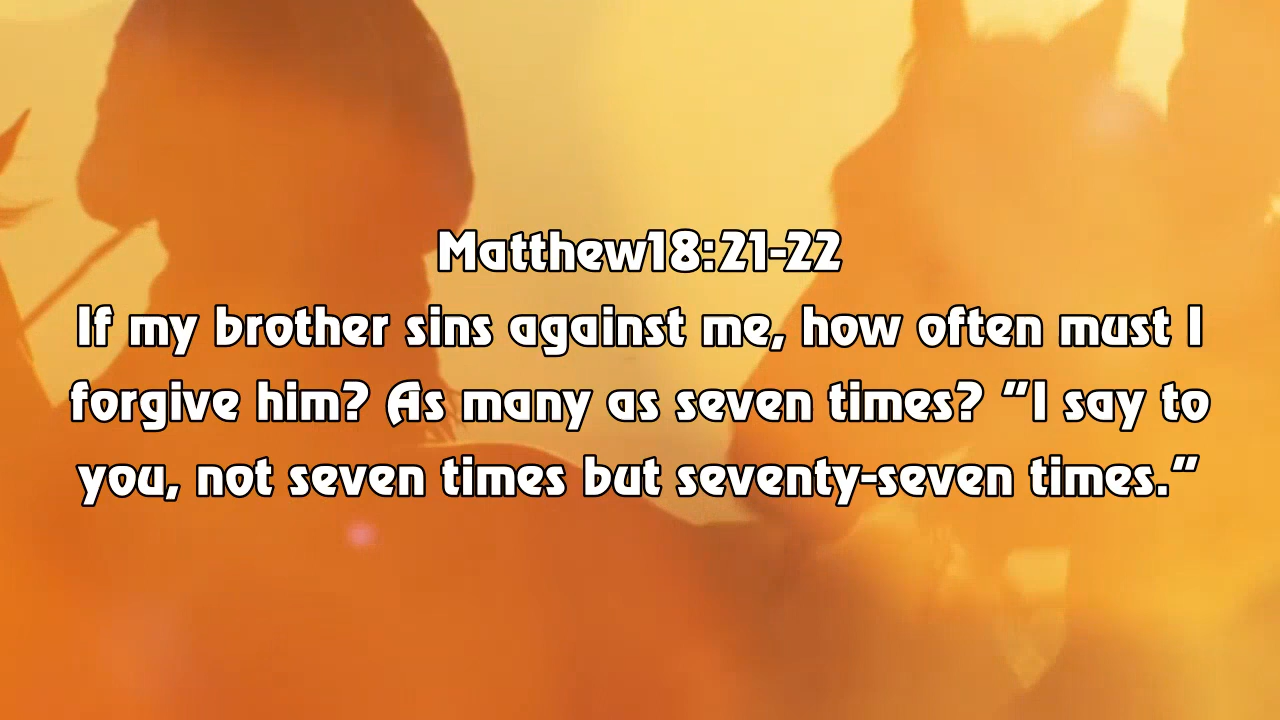 Matthew18:21-22
If my brother sins against me, how often must I
forgive him? As many as seven times? “I say to
you, not seven times but seventy-seven times.”